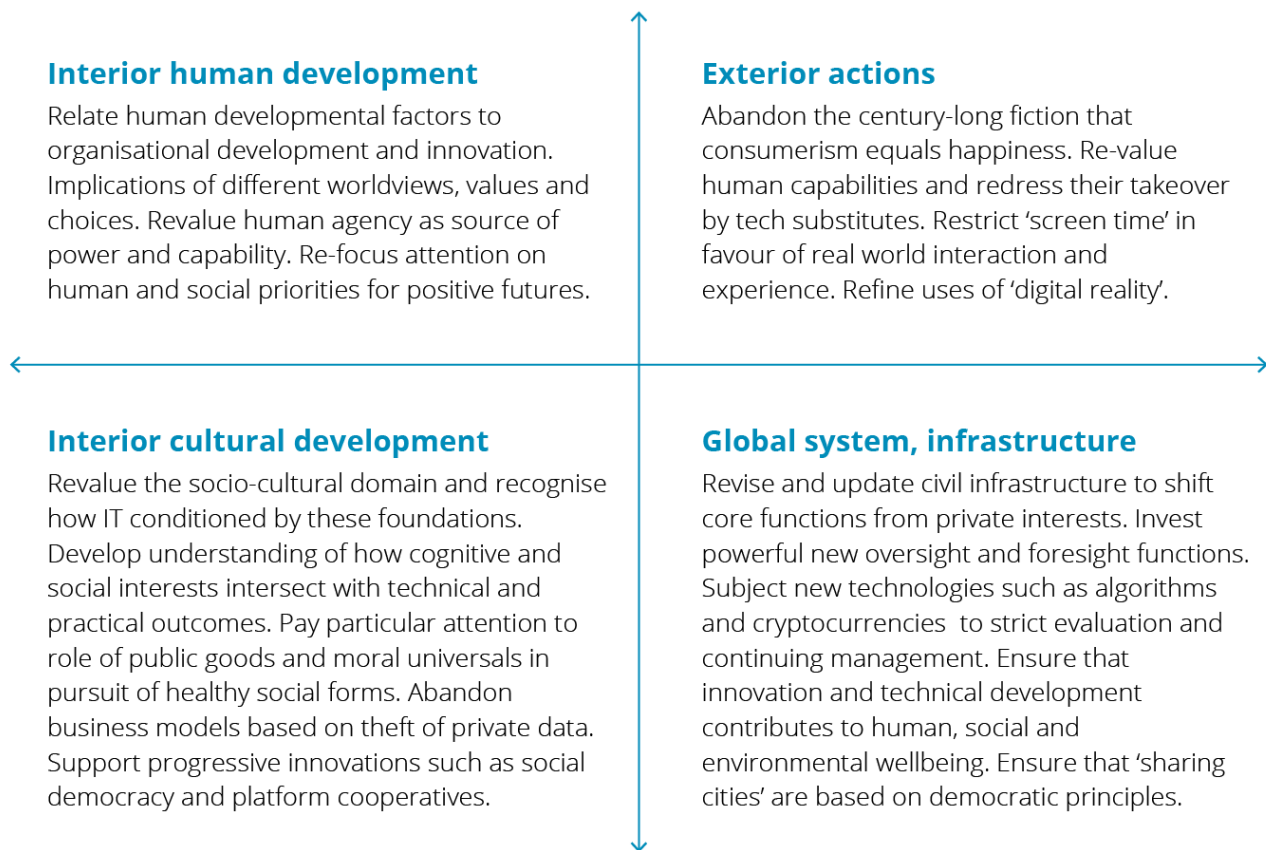 Interior human development
Relate human developmental factors to
organisational development and innovation.
Implications of different worldviews, values and
choices. Revalue human agency as source of
power and capability. Re-focus attention on
human and social priorities for positive futures.
Exterior actions
Abandon the century-long fiction that
consumerism equals happiness. Re-value
human capabilities and redress their takeover
by tech substitutes. Restrict ‘screen time’ in
favour of real world interaction and
experience. Refine uses of ‘digital reality’.
Interior cultural development
Revalue the socio-cultural domain and recognise
how IT conditioned by these foundations.
Develop understanding of how cognitive and
social interests intersect with technical and
practical outcomes. Pay particular attention to
role of public goods and moral universals in
pursuit of healthy social forms. Abandon
business models based on theft of private data.
Support progressive innovations such as social
democracy and platform cooperatives.
Global system, infrastructure
Revise and update civil infrastructure to shift
core functions from private interests. Invest
powerful new oversight and foresight functions.
Subject new technologies such as algorithms
and cryptocurrencies  to strict evaluation and
continuing management. Ensure that
innovation and technical development
contributes to human, social and
environmental wellbeing. Ensure that ‘sharing
cities’ are based on democratic principles.